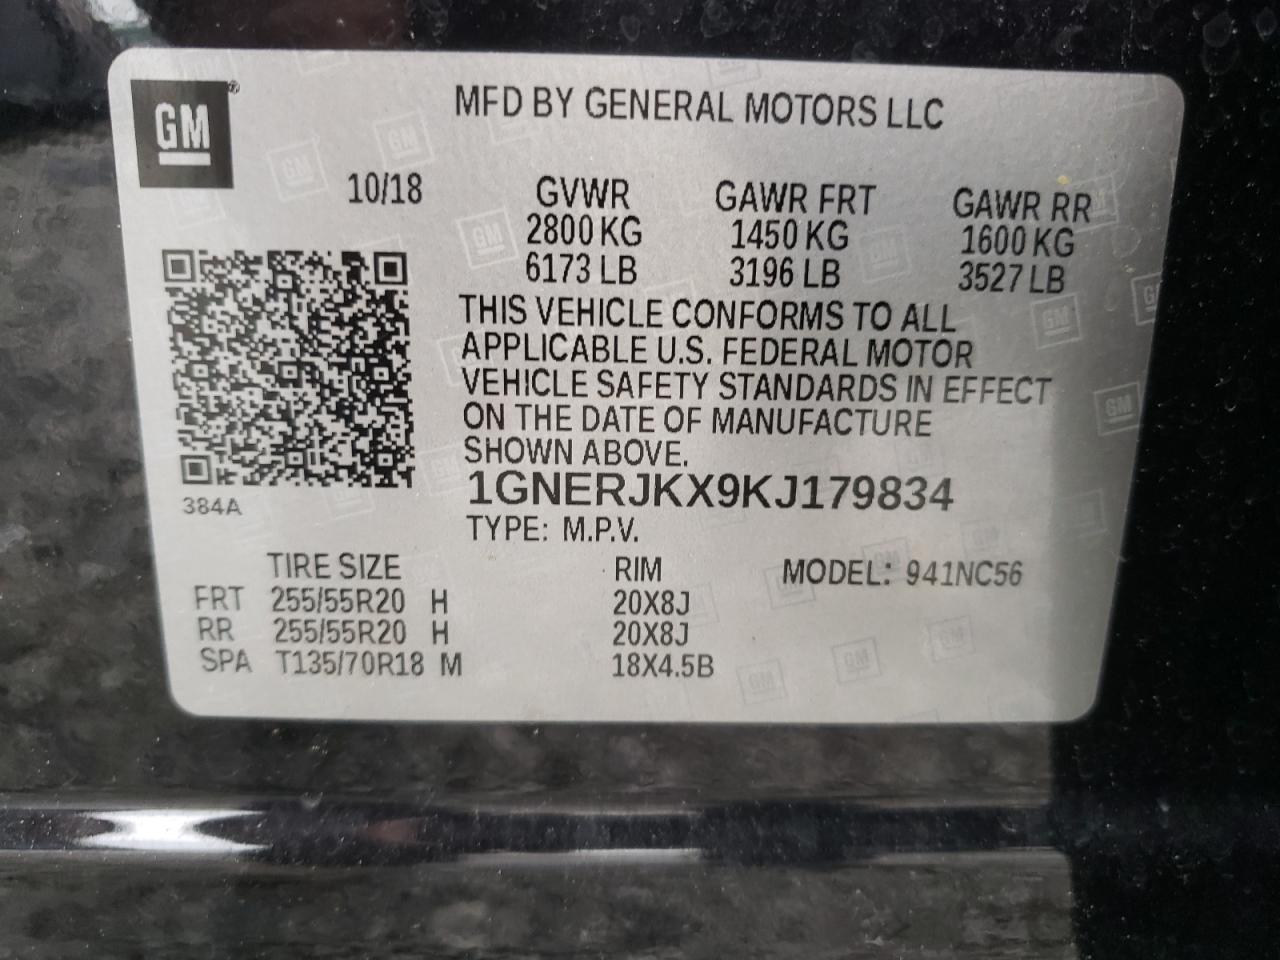 GM®
MFD BY GENERAL MOTORS LLC
10/18 GVWR GAWR FRT GAWR RR
2800 KG 1450 KG 1600 KG
6173 LB 3196 LB 3527 LB
THIS VEHICLE CONFORMS TO ALL
APPLICABLE U.S. FEDERAL MOTOR
VEHICLE SAFETY STANDARDS IN EFFECT
ON THE DATE OF MANUFACTURE
SHOWN ABOVE.
1GNERJKX9KJ179834
384A
TYPE: M.P.V.
TIRE SIZE RIM MODEL: 941NC56
FRT 255/55R20 H 20X8J
RR 255/55R20 H 20X8J
SPA T135/70R18 M 18X4.5B